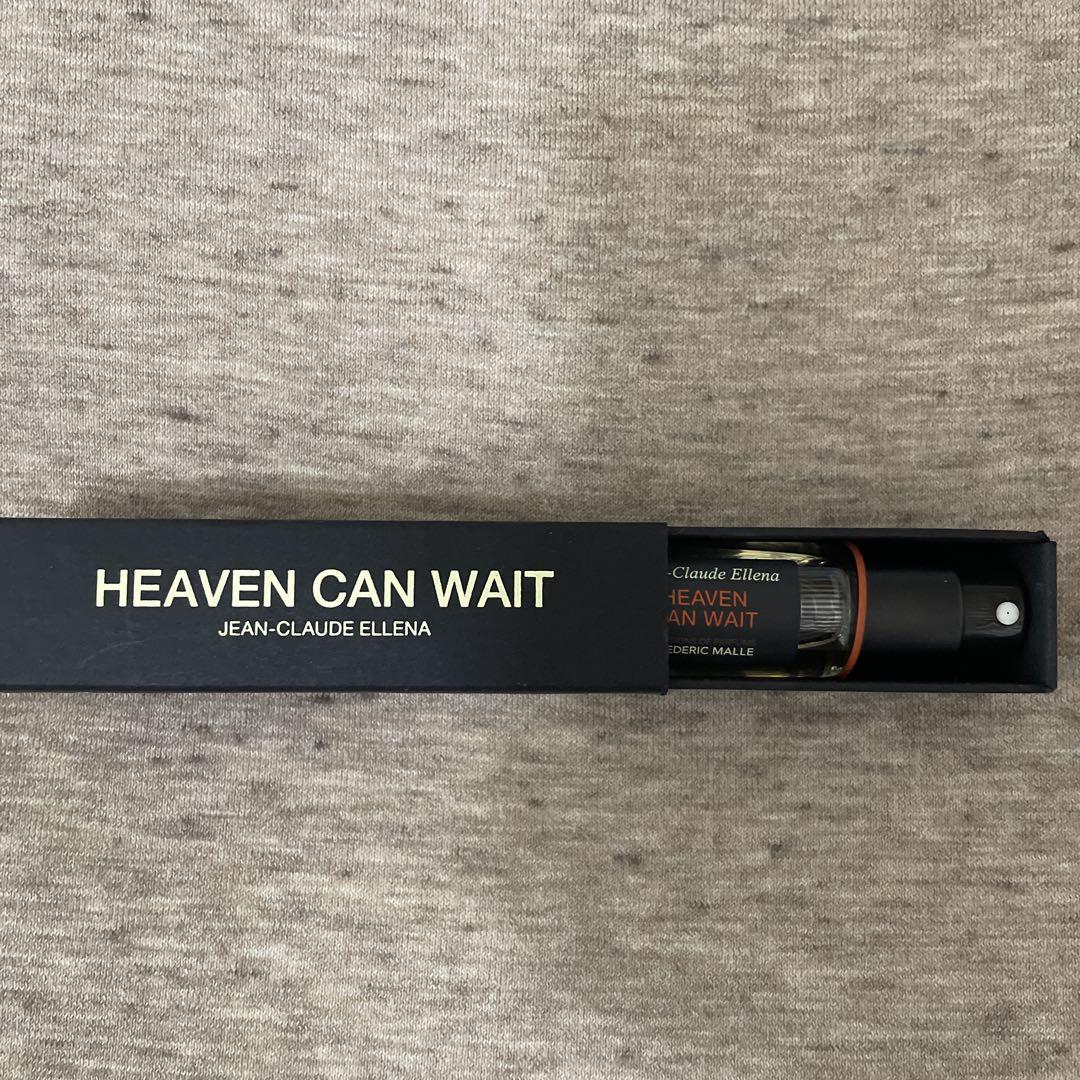 HEAVEN CAN WAIT
JEAN-CLAUDE ELLENA
-Claude Ellena
HEAVEN
AN WAIT
EDERIC MALLE